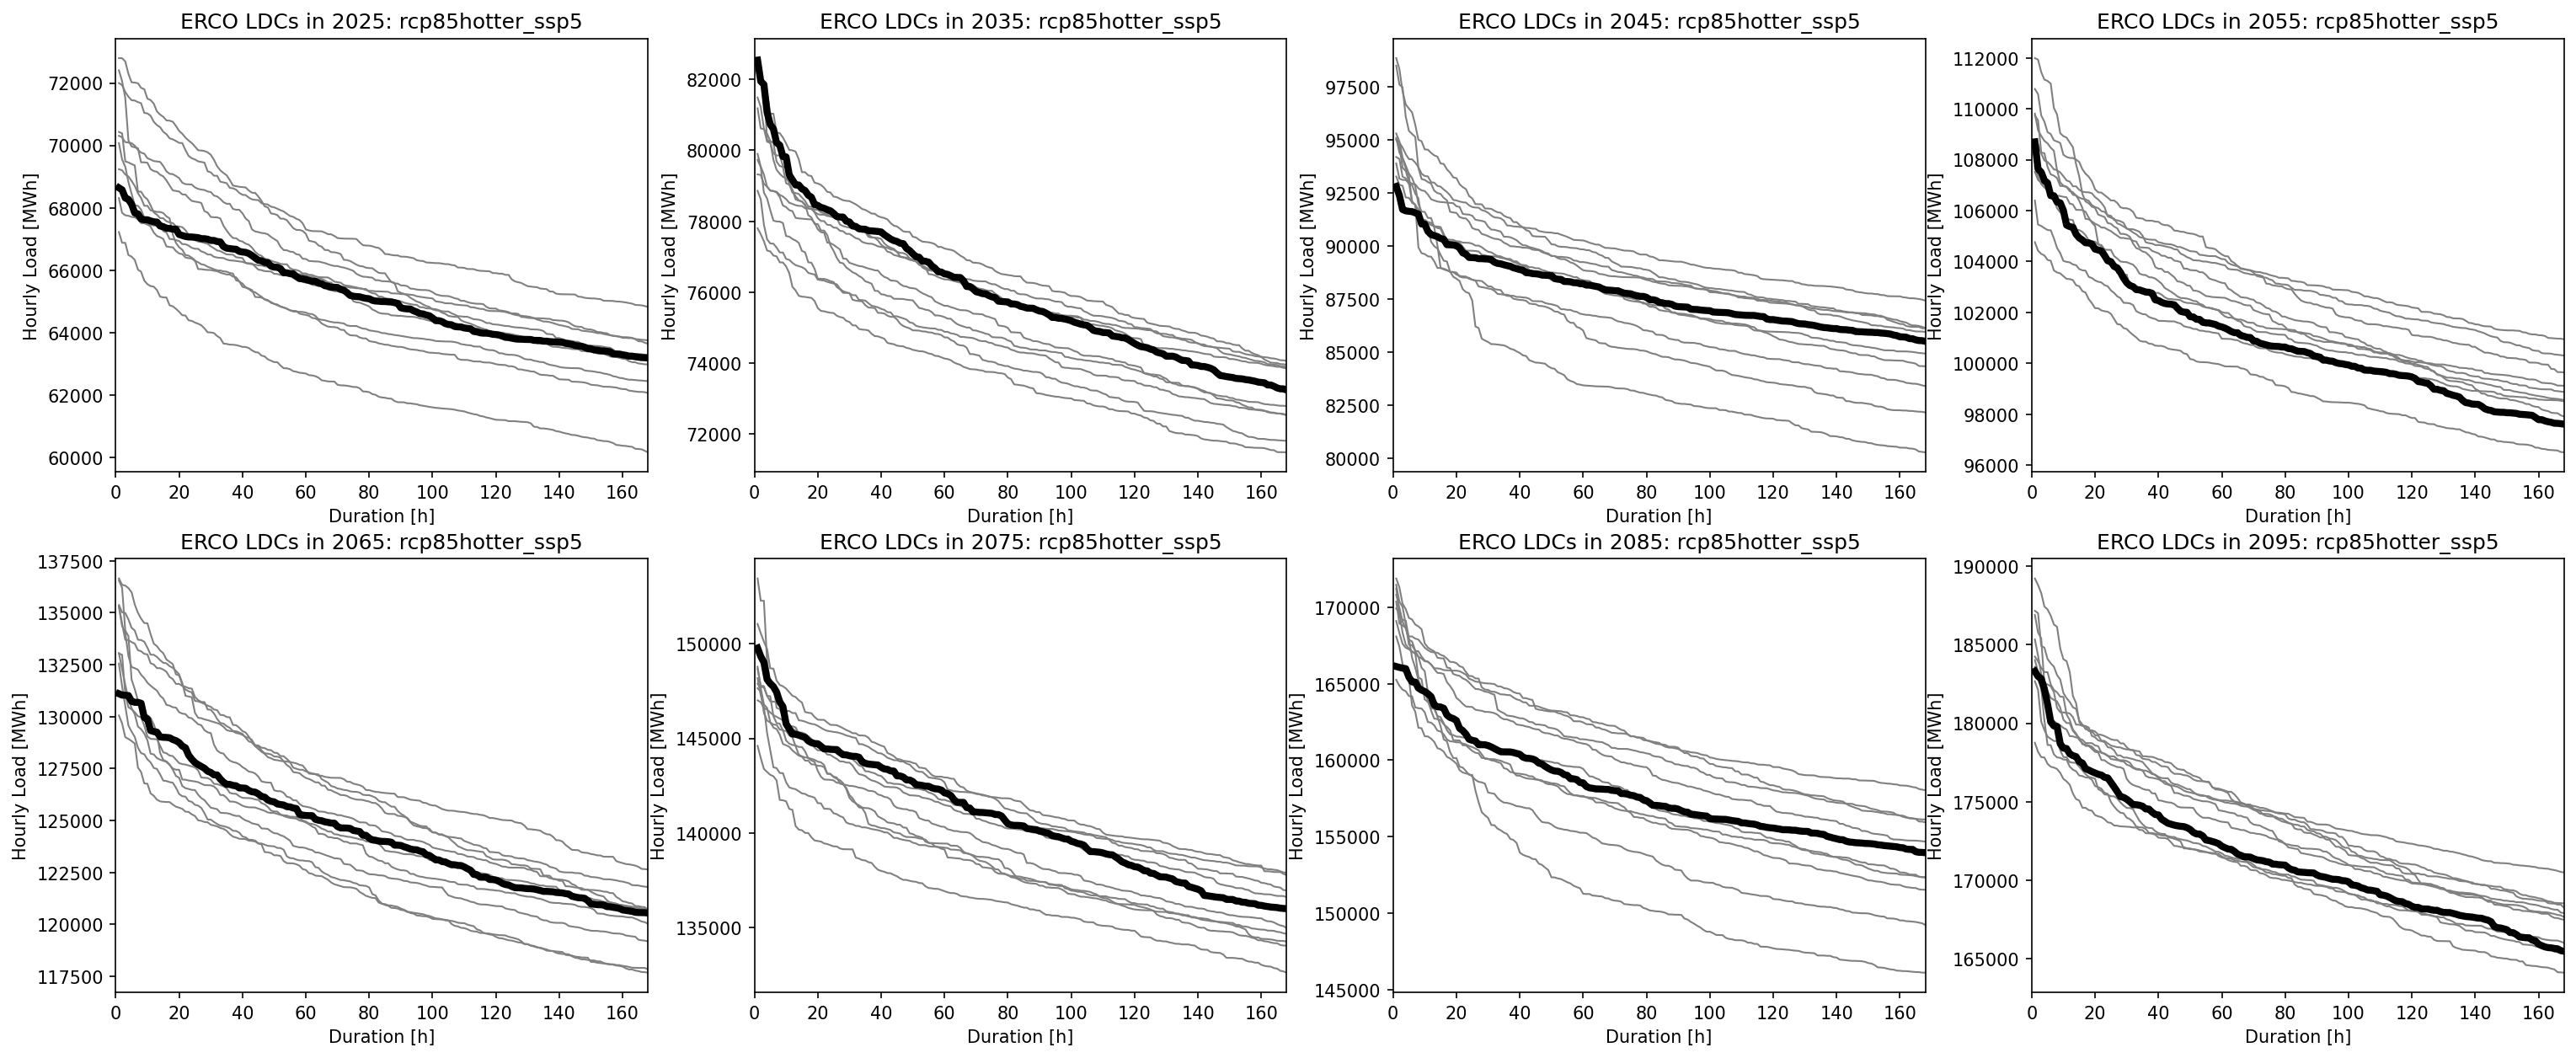 ERCO LDCs in 2025: rcp85hotter_ssp5
Hourly Load [MWh]
72000
70000
68000
66000
64000
62000
60000
0 20 40 60 80 100 120 140 160
Duration [h]
ERCO LDCs in 2035: rcp85hotter_ssp5
Hourly Load [MWh]
82000
80000
78000
76000
74000
72000
0 20 40 60 80 100 120 140 160
Duration [h]
ERCO LDCs in 2045: rcp85hotter_ssp5
Hourly Load [MWh]
97500
95000
92500
90000
87500
85000
82500
80000
0 20 40 60 80 100 120 140 160
Duration [h]
ERCO LDCs in 2055: rcp85hotter_ssp5
Hourly Load [MWh]
112000
110000
108000
106000
104000
102000
100000
98000
96000
0 20 40 60 80 100 120 140 160
Duration [h]
ERCO LDCs in 2065: rcp85hotter_ssp5
Hourly Load [MWh]
137500
135000
132500
130000
127500
125000
122500
120000
117500
0 20 40 60 80 100 120 140 160
Duration [h]
ERCO LDCs in 2075: rcp85hotter_ssp5
Hourly Load [MWh]
150000
145000
140000
135000
0 20 40 60 80 100 120 140 160
Duration [h]
ERCO LDCs in 2085: rcp85hotter_ssp5
Hourly Load [MWh]
170000
165000
160000
155000
150000
145000
0 20 40 60 80 100 120 140 160
Duration [h]
ERCO LDCs in 2095: rcp85hotter_ssp5
Hourly Load [MWh]
190000
185000
180000
175000
170000
165000
0 20 40 60 80 100 120 140 160
Duration [h]